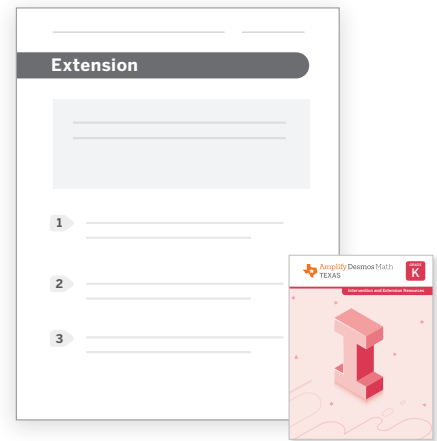 Extension
1
2
3
Amplify Desmos Math
TEXAS
GRADE
K
Intervention and Extension Resources